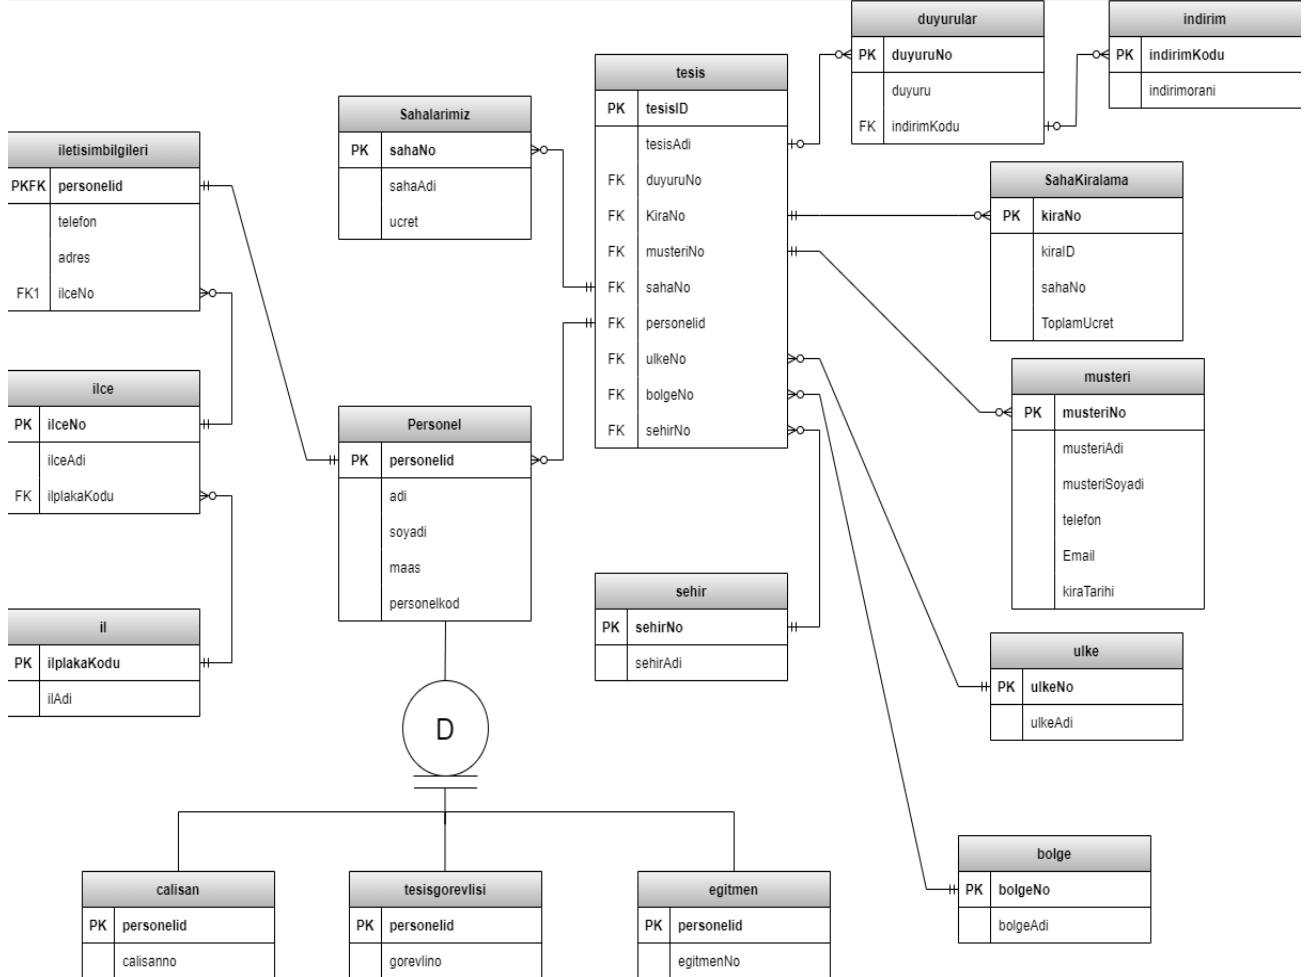 duyurular
PK duyuruNo
duyuru
FK indirimKodu
indirim
PK indirimKodu
indirimorani
tesis
PK tesisID
tesisAdi
FK duyuruNo
FK KiraNo
FK musteriNo
FK sahaNo
FK personelid
FK ulkeNo
FK bolgeNo
FK sehirNo
Sahalarimiz
PK sahaNo
sahaAdi
ucret
iletisimbilgileri
PKFK personelid
telefon
adres
FK1 ilceNo
SahaKiralama
PK kiraNo
kiraID
sahaNo
ToplamUcret
ilce
PK ilceNo
ilceAdi
FK ilplakaKodu
Personel
PK personelid
adi
soyadi
maas
personelkod
musteri
PK musteriNo
musteriAdi
musteriSoyadi
telefon
Email
kiraTarihi
il
PK ilplakaKodu
ilAdi
sehir
PK sehirNo
sehirAdi
ulke
PK ulkeNo
ulkeAdi
D
bolge
PK bolgeNo
bolgeAdi
calisan
PK personelid
calisanno
tesisgorevlisi
PK personelid
gorevlino
egitmen
PK personelid
egitmenNo